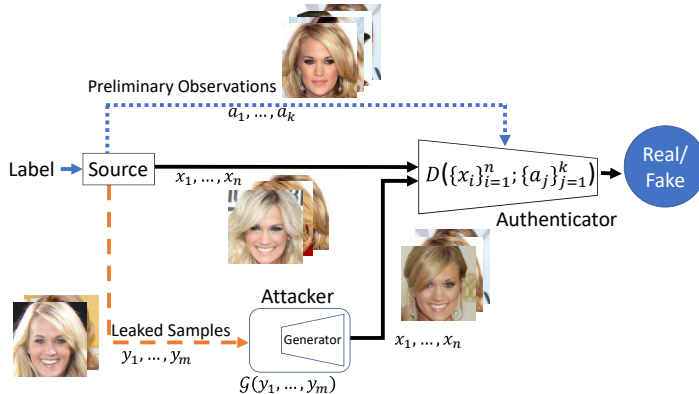 Preliminary Observations
a₁, … , aₖ
Label
Source
x₁, … , xₙ
D({xᵢ}ⁿᵢ₌₁; {aⱼ}ᵏⱼ₌₁)
Real/
Fake
Authenticator
Attacker
Leaked Samples
y₁, … , yₘ
Generator
x₁, … , xₙ
𝒢(y₁, … , yₘ)